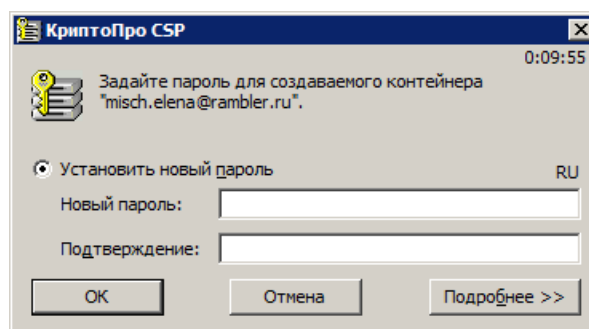 КриптоПро CSP
0:09:55
Задайте пароль для создаваемого контейнера
"misch.elena@rambler.ru".
Установить новый пароль
RU
Новый пароль:
Подтверждение:
OK
Отмена
Подробнее >>